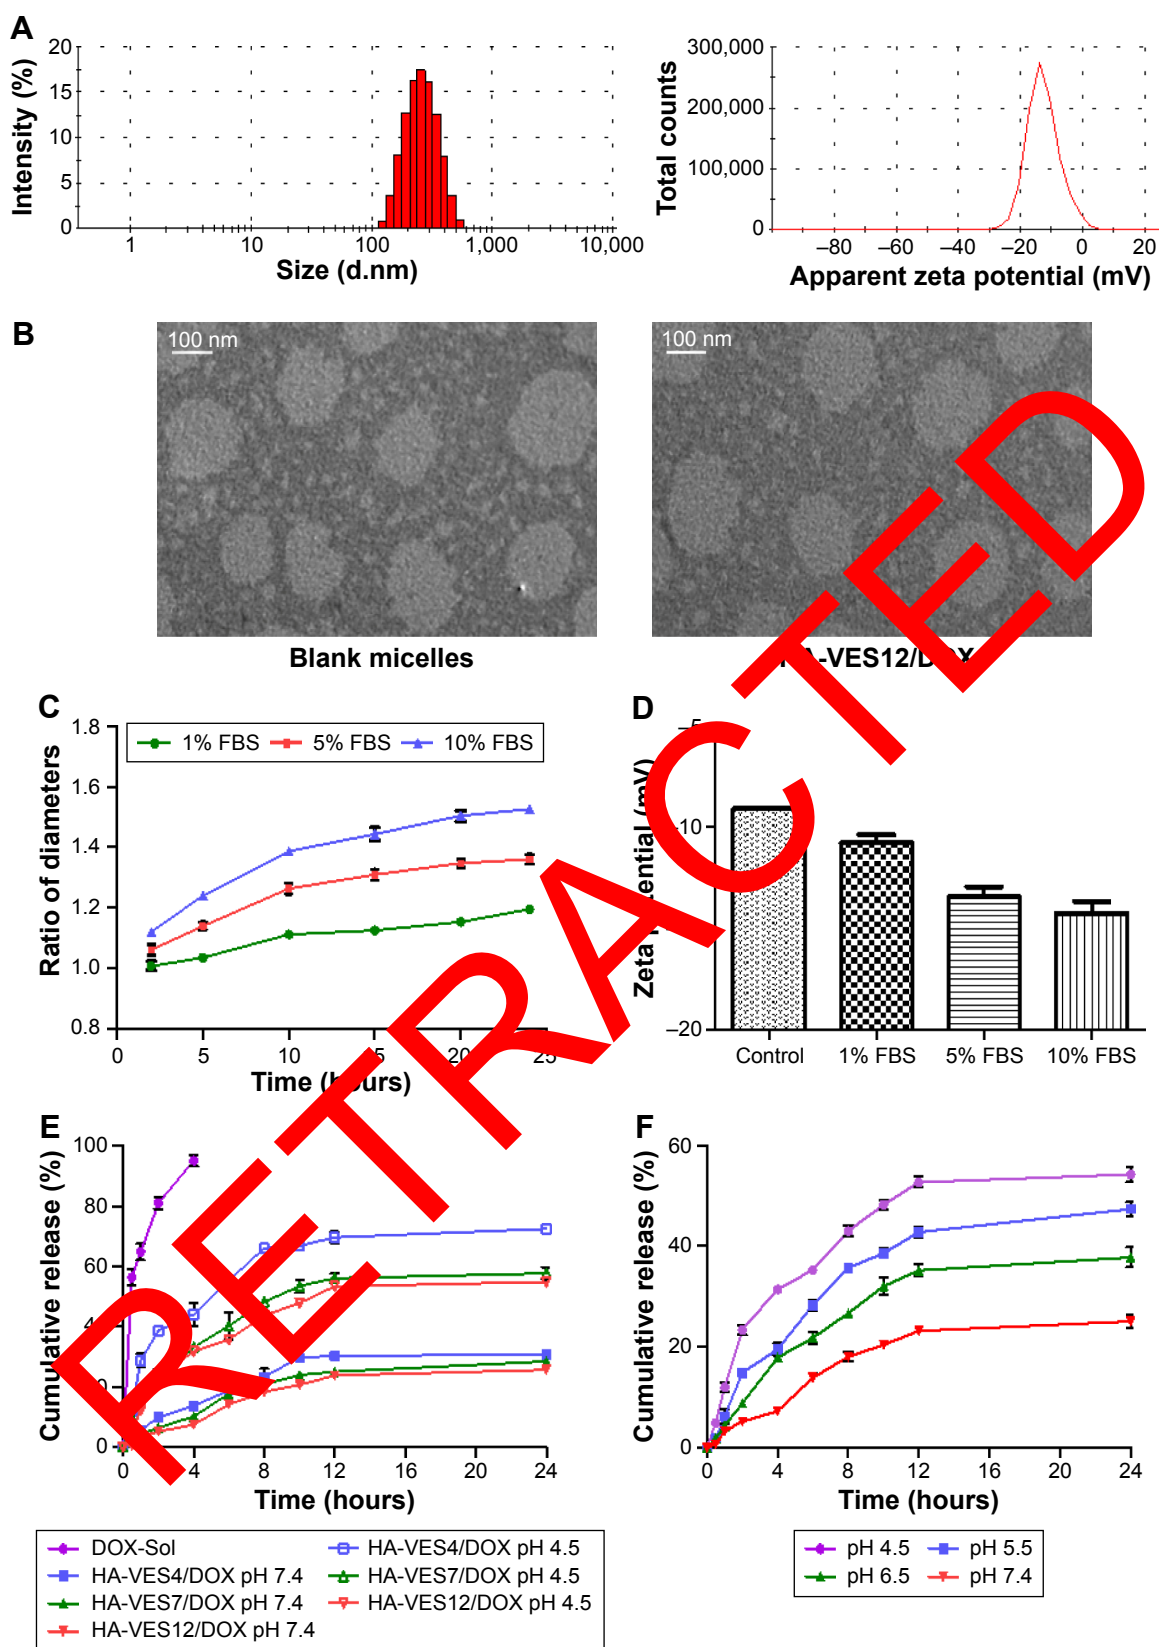 A
Intensity (%)
20
15
10
5
0
1
10
100
1,000
10,000
Size (d.nm)
Total counts
300,000
200,000
100,000
0
–80
–60
–40
–20
0
20
Apparent zeta potential (mV)
B
100 nm
100 nm
Blank micelles
-VES12/DOX
RETRACTED
C
Ratio of diameters
1.8
1.6
1.4
1.2
1.0
0.8
1% FBS
5% FBS
10% FBS
0
5
10
20
25
Time (hours)
D
Zeta (mV)
–5
–10
–20
Control
1% FBS
5% FBS
10% FBS
E
Cumulative release (%)
100
80
60
0
0
4
8
12
16
20
24
Time (hours)
DOX-Sol
HA-VES4/DOX pH 4.5
HA-VES4/DOX pH 7.4
HA-VES7/DOX pH 4.5
HA-VES7/DOX pH 7.4
HA-VES12/DOX pH 4.5
HA-VES12/DOX pH 7.4
F
Cumulative release (%)
60
40
20
0
0
4
8
12
16
20
24
Time (hours)
pH 4.5
pH 5.5
pH 6.5
pH 7.4